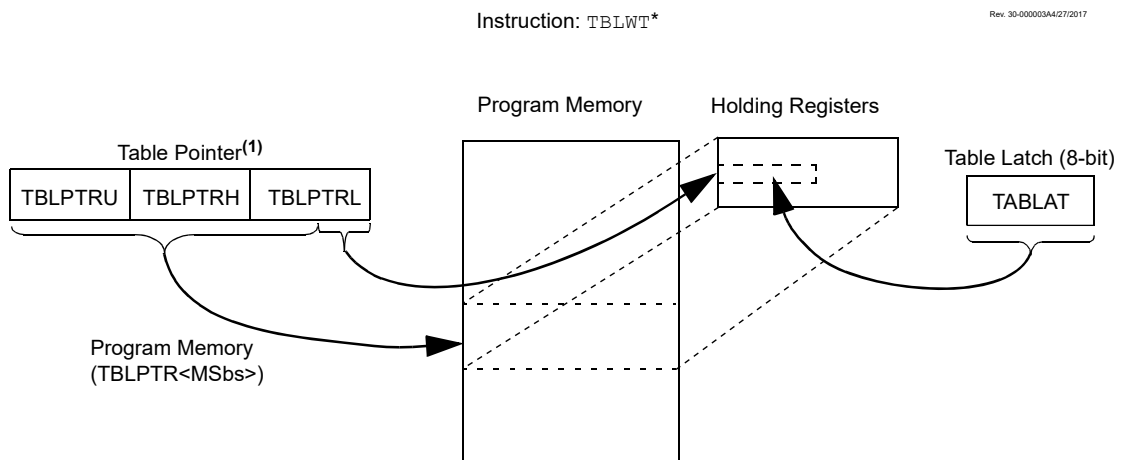 Instruction: TBLWT*
Rev. 30-000003A4/27/2017
Program Memory
Holding Registers
Table Pointer(1)
Table Latch (8-bit)
TBLPTRU
TBLPTRH
TBLPTRL
TABLAT
Program Memory
(TBLPTR<MSbs>)